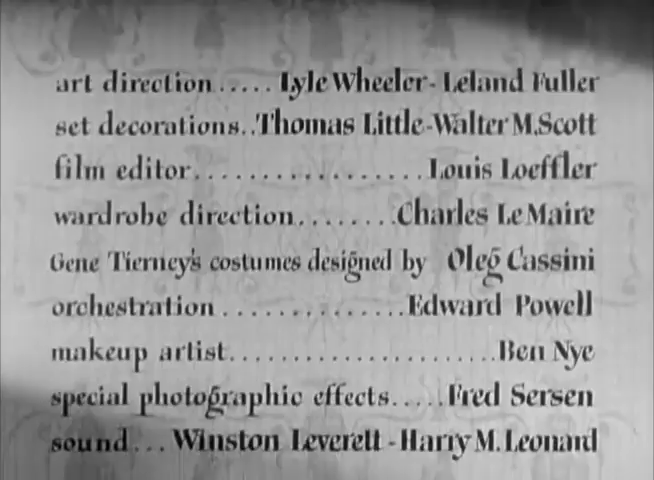 art direction..... Lyle Wheeler - Leland Fuller
set decorations..Thomas Little-Walter M.Scott
film editor.................Louis Loeffler
wardrobe direction........Charles LeMaire
Gene Tierney's costumes designed by Oleg Cassini
orchestration..............Edward Powell
makeup artist......................Ben Nye
special photographic effects.....Fred Sersen
sound... Winston Leverett - Harry M. Leonard